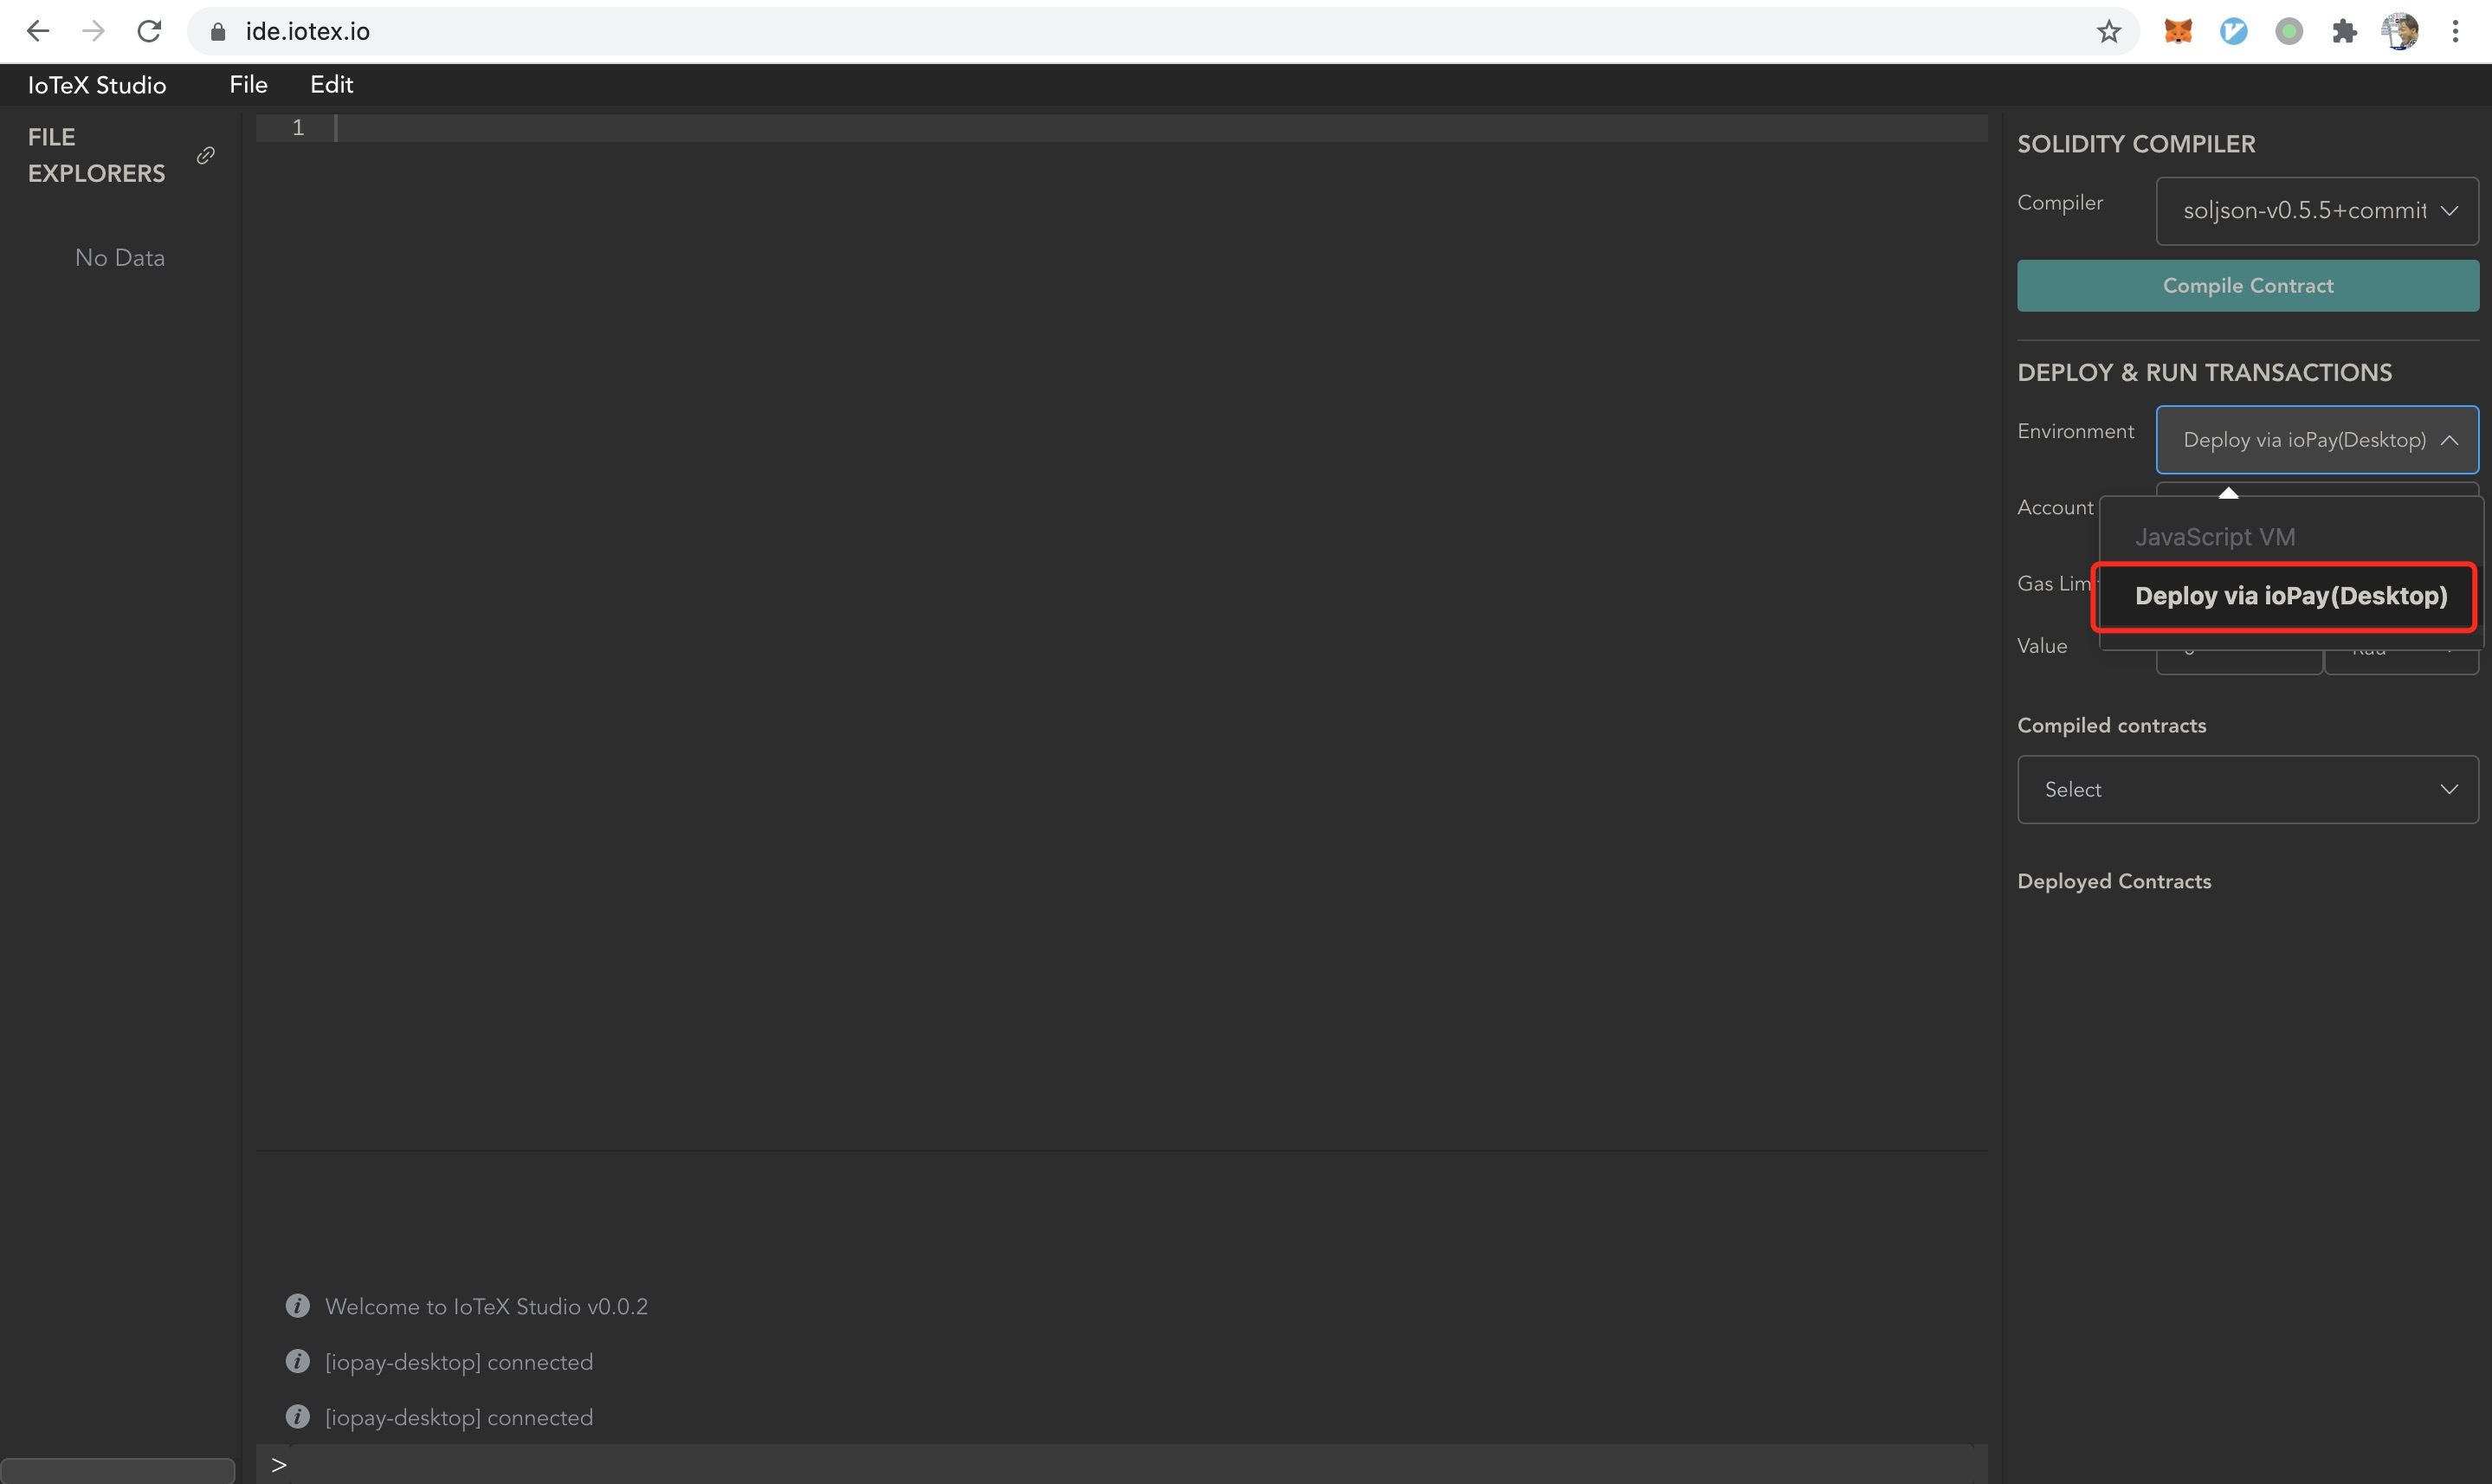 ide.iotex.io
IoTeX Studio File Edit
FILE
EXPLORERS
No Data
1
SOLIDITY COMPILER
Compiler soljson-v0.5.5+commit
Compile Contract
DEPLOY & RUN TRANSACTIONS
Environment Deploy via ioPay(Desktop)
Account
JavaScript VM
Gas Lim
Deploy via ioPay(Desktop)
Value
Compiled contracts
Select
Deployed Contracts
Welcome to IoTeX Studio v0.0.2
[iopay-desktop] connected
[iopay-desktop] connected
>